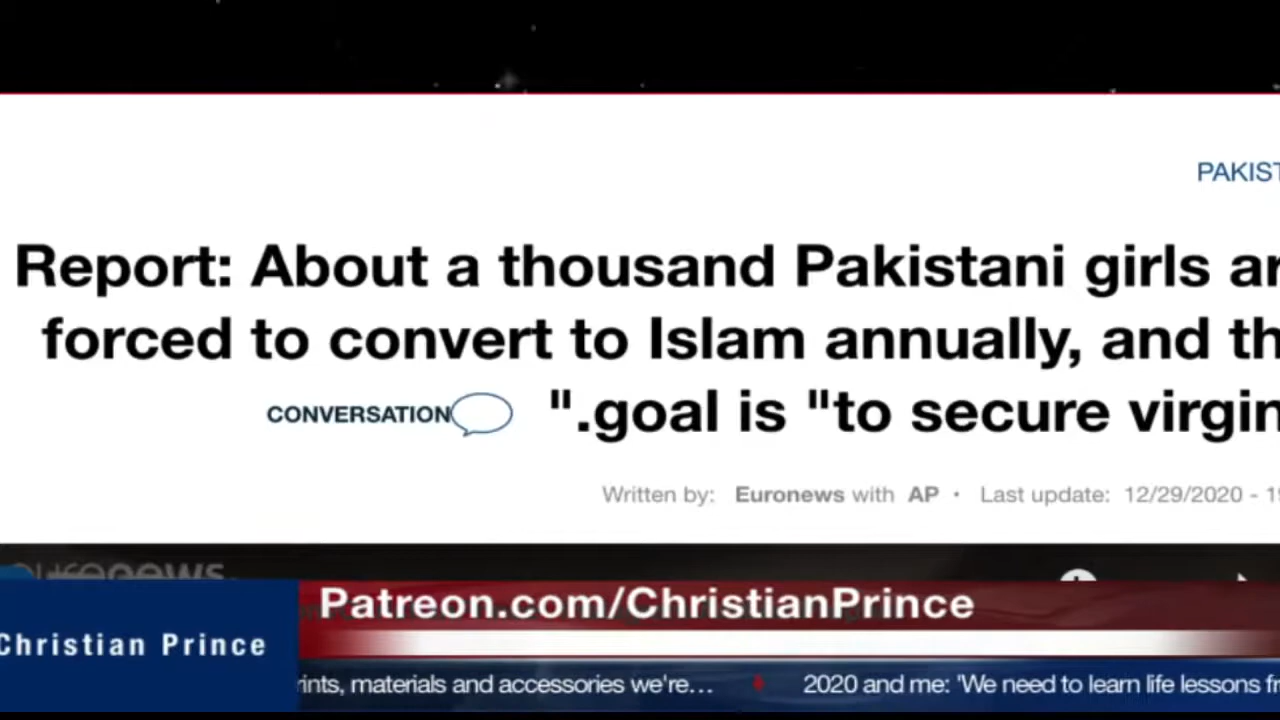 PAKIST
Report: About a thousand Pakistani girls ar
forced to convert to Islam annually, and th
CONVERSATION
".goal is "to secure virgin
Written by: Euronews with AP · Last update: 12/29/2020 - 19
euronews.
Patreon.com/ChristianPrince
Christian Prince
rints, materials and accessories we're...
2020 and me: 'We need to learn life lessons fr